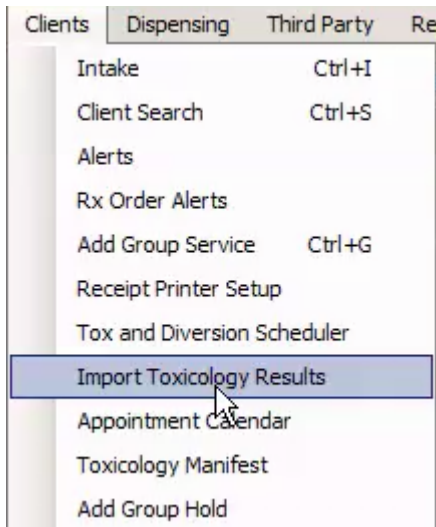 Clients Dispensing Third Party Re
Intake Ctrl+I
Client Search Ctrl+S
Alerts
Rx Order Alerts
Add Group Service Ctrl+G
Receipt Printer Setup
Tox and Diversion Scheduler
Import Toxicology Results
Appointment Calendar
Toxicology Manifest
Add Group Hold